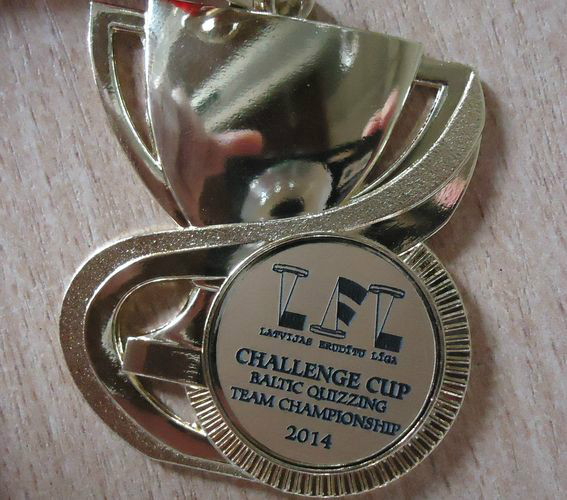 LEL
LATVIJAS ERUDĪTU LĪGA
CHALLENGE CUP
BALTIC QUIZZING
TEAM CHAMPIONSHIP
2014